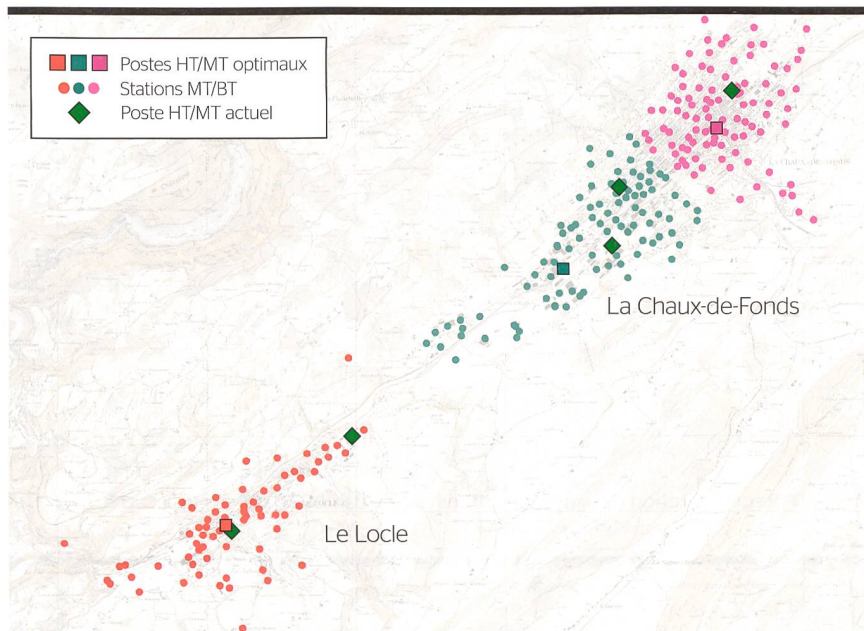 Postes HT/MT optimaux
Stations MT/BT
Poste HT/MT actuel
La Chaux-de-Fonds
Le Locle